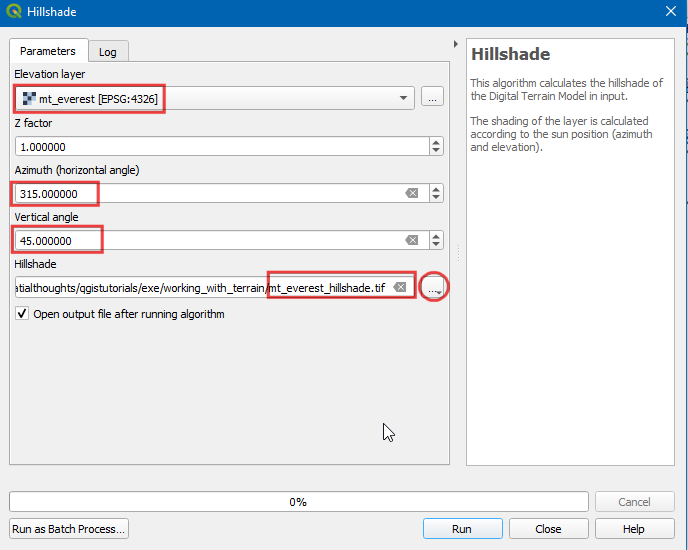 Hillshade
Parameters
Log
Elevation layer
mt_everest [EPSG:4326]
...
Z factor
1.000000
Azimuth (horizontal angle)
315.000000
Vertical angle
45.000000
Hillshade
atialthoughts/qgistutorials/exe/working_with_terrain/mt_everest_hillshade.tif
...
Open output file after running algorithm
Hillshade
This algorithm calculates the hillshade of
the Digital Terrain Model in input.
The shading of the layer is calculated
according to the sun position (azimuth
and elevation).
0%
Cancel
Run as Batch Process...
Run
Close
Help